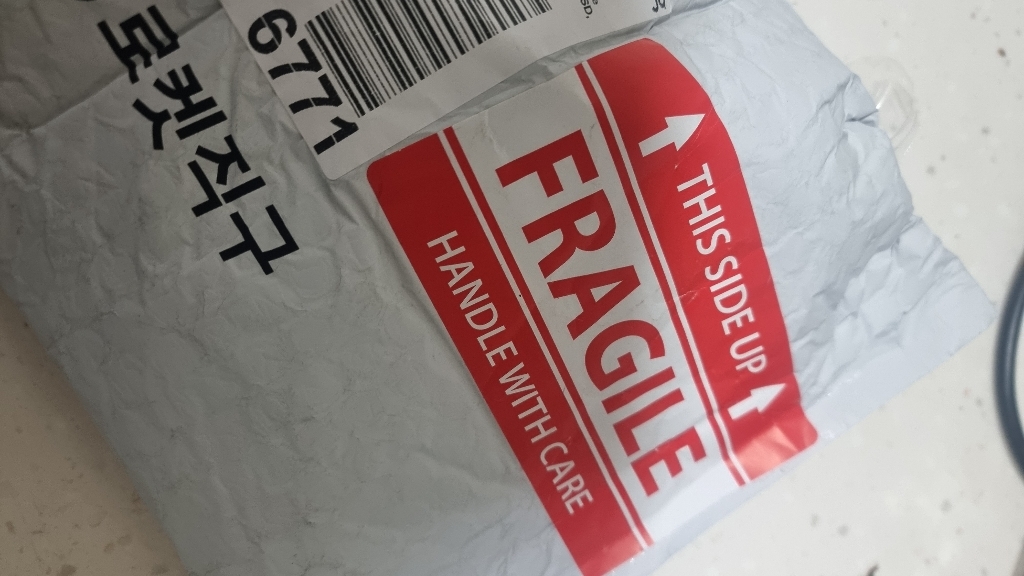 6771
로켓직구
THIS SIDE UP
FRAGILE
HANDLE WITH CARE